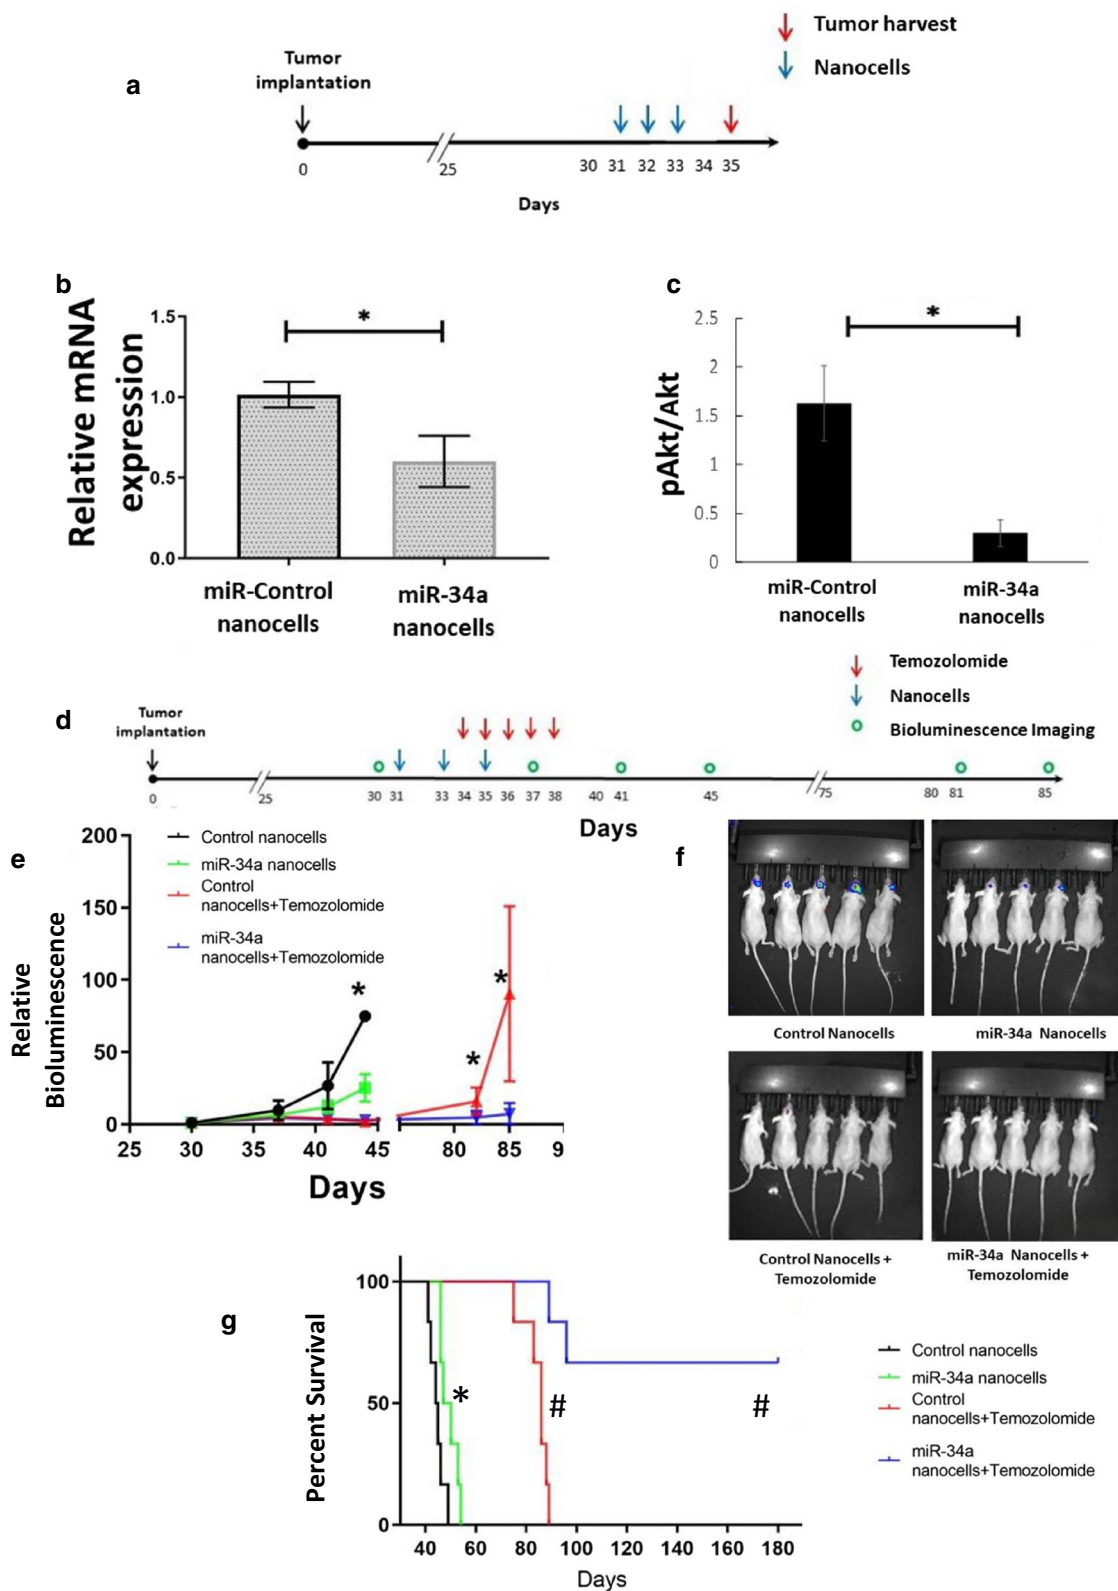 Tumor harvest
Nanocells
Tumor
implantation
a
0
25
30 31 32 33 34 35
Days
b
Relative mRNA
expression
1.5
1.0
0.5
0.0
*
miR-Control
nanocells
miR-34a
nanocells
c
pAkt/Akt
2.5
2
1.5
1
0.5
0
*
miR-Control
nanocells
miR-34a
nanocells
Temozolomide
Nanocells
Bioluminescence Imaging
d
Tumor
implantation
0 25 30 31 33 34 35 36 37 38 40 41 45 75 80 81 85
Days
e
Relative
Bioluminescence
200
150
100
50
0
Control nanocells
miR-34a nanocells
Control
nanocells+Temozolomide
miR-34a
nanocells+Temozolomide
*
*
*
25 30 35 40 45 80 85 9
Days
f
Control Nanocells
miR-34a Nanocells
Control Nanocells +
Temozolomide
miR-34a Nanocells +
Temozolomide
g
Percent Survival
100
50
0
*
#
#
40 60 80 100 120 140 160 180
Days
Control nanocells
miR-34a nanocells
Control
nanocells+Temozolomide
miR-34a
nanocells+Temozolomide